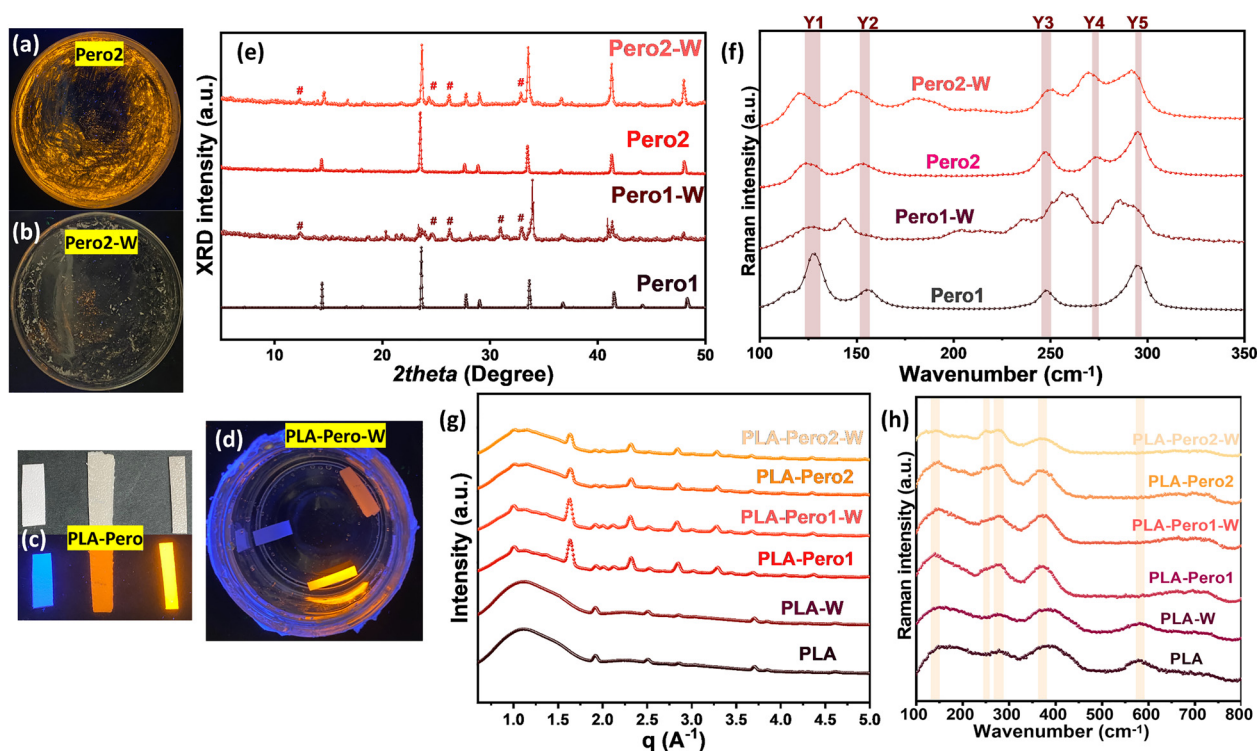 (a)
Pero2
(b)
Pero2-W
(c)
PLA-Pero
(d)
PLA-Pero-W
(e)
XRD intensity (a.u.)
Pero2-W
# # # #
Pero2
Pero1-W
# # # # #
Pero1
10 20 30 40 50
2theta (Degree)
Y1 Y2 Y3 Y4 Y5
(f)
Raman intensity (a.u.)
Pero2-W
Pero2
Pero1-W
Pero1
100 150 200 250 300 350
Wavenumber (cm⁻¹)
(g)
Intensity (a.u.)
PLA-Pero2-W
PLA-Pero2
PLA-Pero1-W
PLA-Pero1
PLA-W
PLA
1.0 1.5 2.0 2.5 3.0 3.5 4.0 4.5 5.0
q (A⁻¹)
(h)
Raman intensity (a.u.)
PLA-Pero2-W
PLA-Pero2
PLA-Pero1-W
PLA-Pero1
PLA-W
PLA
100 200 300 400 500 600 700 800
Wavenumber (cm⁻¹)